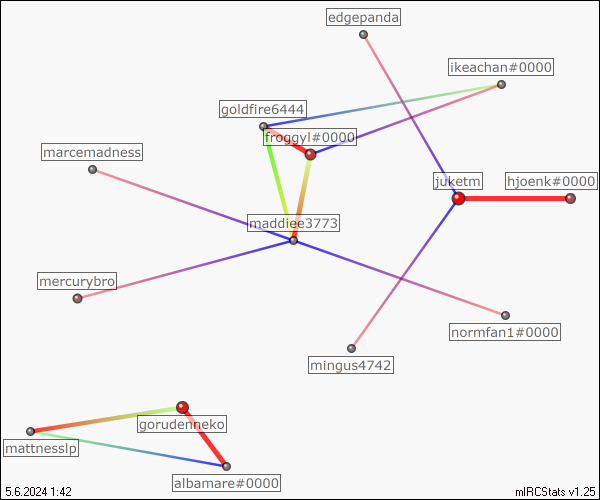 edgepanda
ikeachan#0000
goldfire6444
froggyl#0000
marcemadness
juketm
hjoenk#0000
maddiee3773
mercurybro
normfan1#0000
mingus4742
gorudenneko
mattnesslp
albamare#0000
5.6.2024 1:42
mIRCStats v1.25